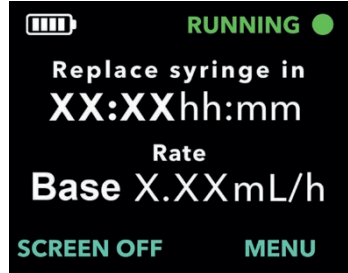 RUNNING
Replace syringe in
XX:XXhh:mm
Rate
Base X.XXmL/h
SCREEN OFF MENU